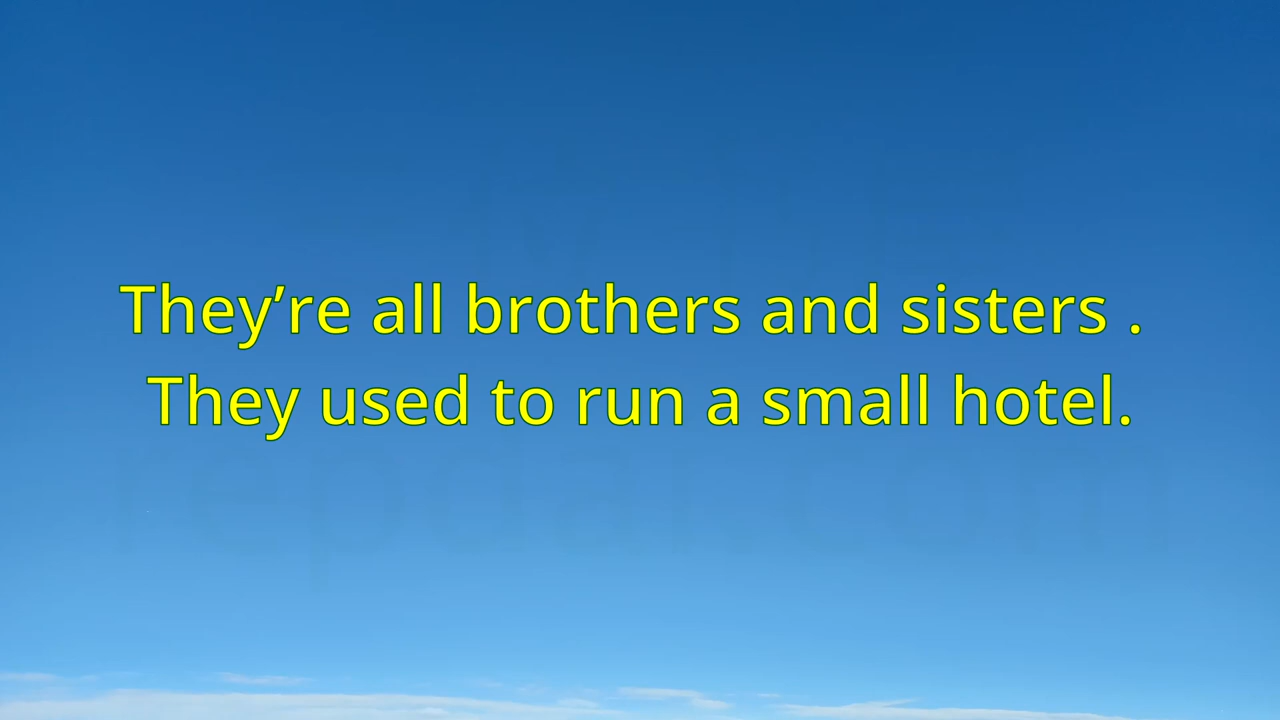 They’re all brothers and sisters .
They used to run a small hotel.